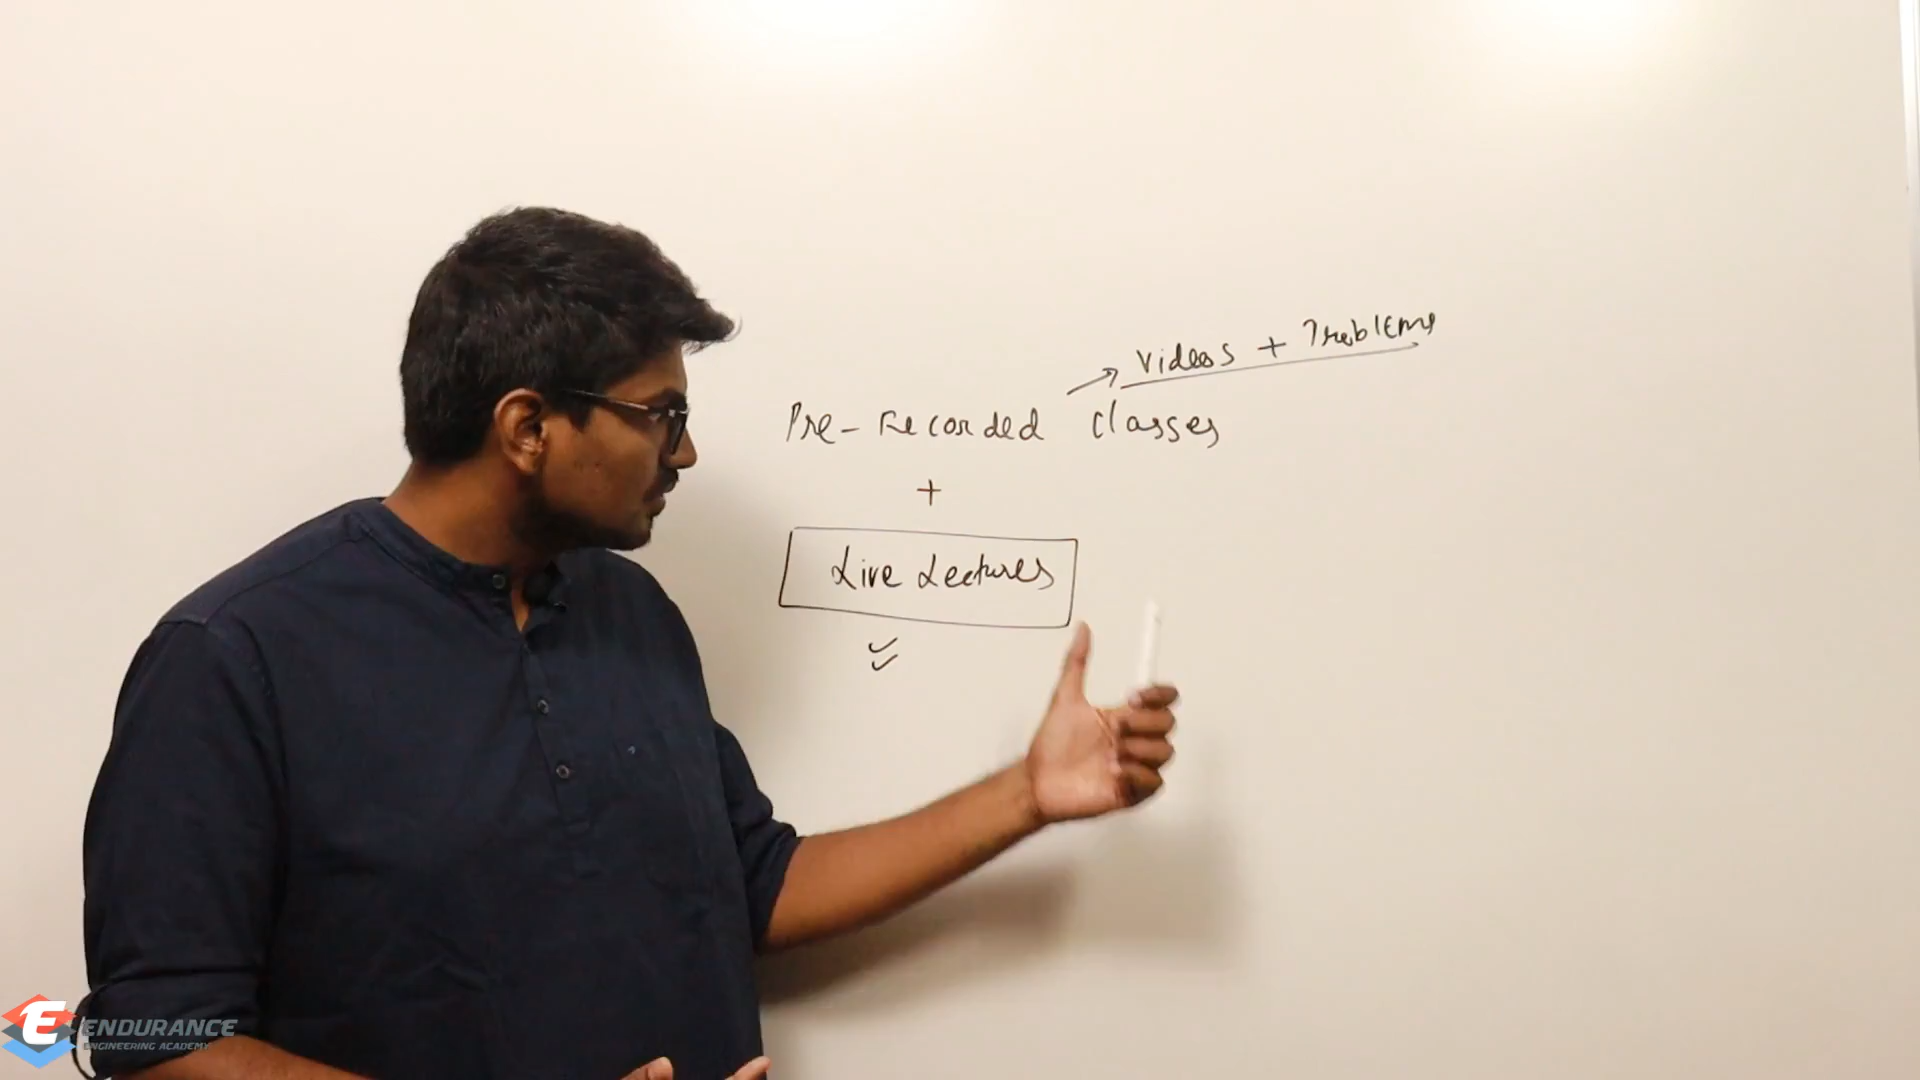 videos + Problems
Pre-Recorded classes
+
Live Lectures
ENDURANCE
ENGINEERING ACADEMY